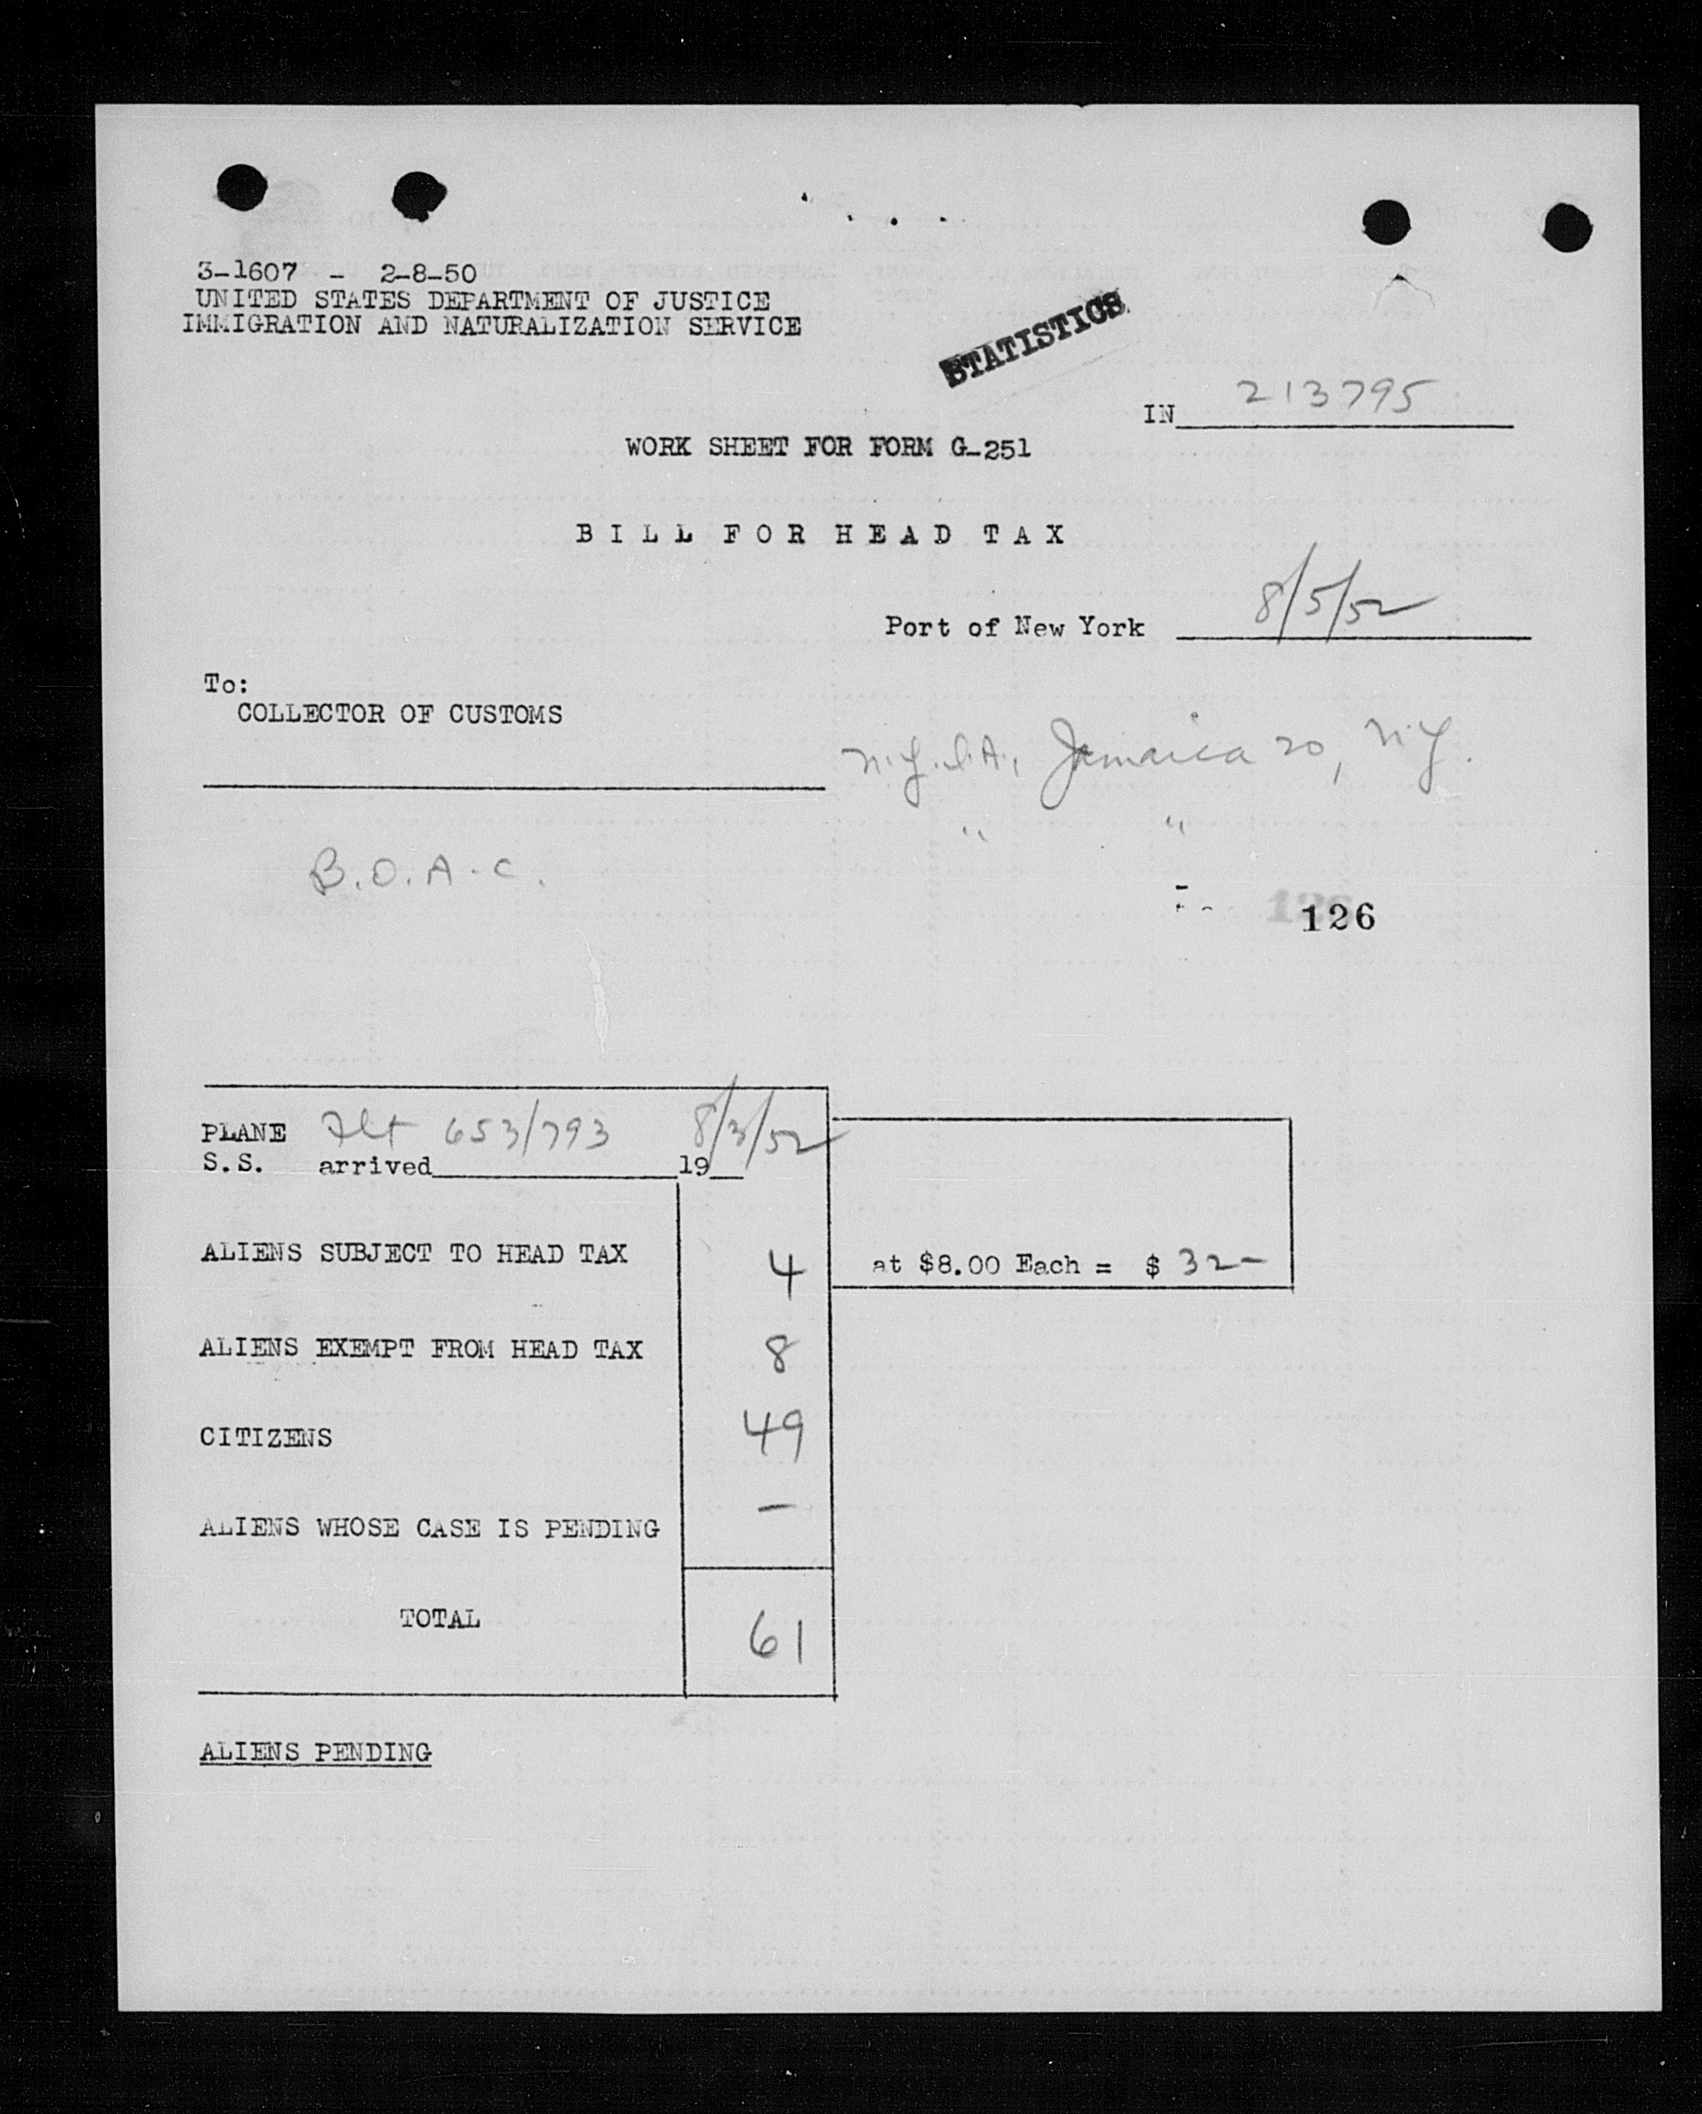 3-1607 - 2-8-50
UNITED STATES DEPARTMENT OF JUSTICE
IMMIGRATION AND NATURALIZATION SERVICE
STATISTICS
IN 213795
WORK SHEET FOR FORM G-251
BILL FOR HEAD TAX
Port of New York 8/5/52
To:
COLLECTOR OF CUSTOMS
N.Y.I.A., Jamaica 20, N.Y.
" "
B.O.A.C.
126
PLANE Flt 653/793 8/3/52
S.S. arrived 19
ALIENS SUBJECT TO HEAD TAX 4 at $8.00 Each = $ 32-
ALIENS EXEMPT FROM HEAD TAX 8
CITIZENS 49
ALIENS WHOSE CASE IS PENDING -
TOTAL 61
ALIENS PENDING